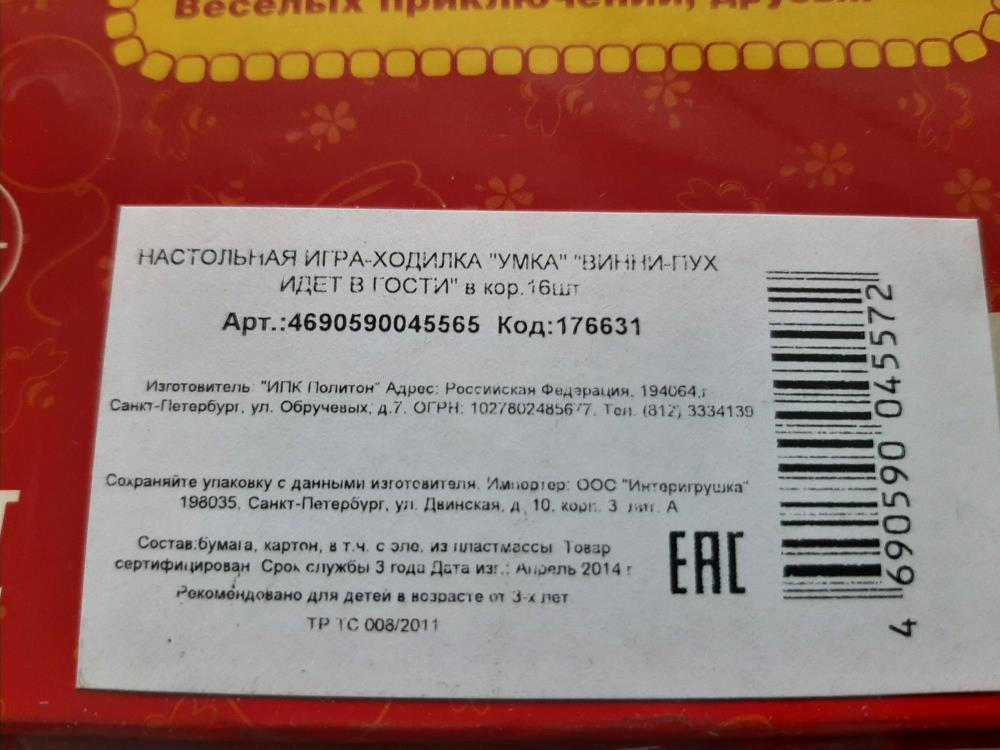 Веселых приключений, друзья!
НАСТОЛЬНАЯ ИГРА-ХОДИЛКА "УМКА" "ВИННИ-ПУХ
ИДЕТ В ГОСТИ" в кор.16шт
Арт.:4690590045565 Код:176631
Изготовитель: "ИПК Политон" Адрес: Российская Федерация, 194064,г
Санкт-Петербург, ул. Обручевых, д.7. ОГРН: 1027802485677. Тел. (812) 3334139
Сохраняйте упаковку с данными изготовителя. Импортер: ООО "Интеригрушка"
198035, Санкт-Петербург, ул. Двинская, д. 10, корп. 3 лит. А
Состав:бумага, картон, в т.ч. с эле. из пластмассы Товар
сертифицирован Срок службы 3 года Дата изг.: Апрель 2014 г
Рекомендовано для детей в возрасте от 3-х лет
ТР ТС 008/2011
EAC
4 690590 045572